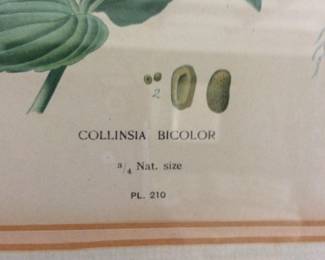 2
COLLINSIA BICOLOR
3/4 Nat. size
PL. 210